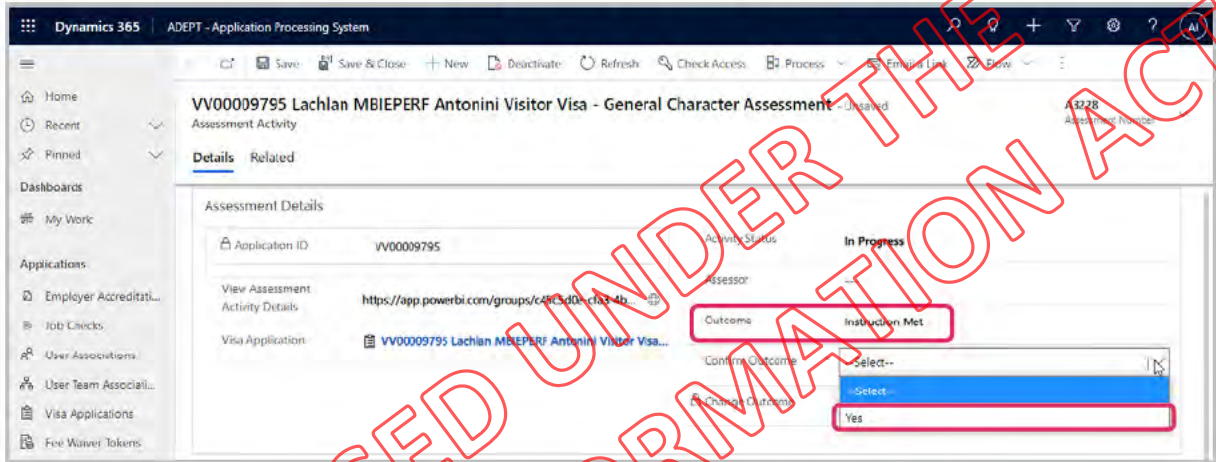 Dynamics 365 ADEPT - Application Processing System
Save Save & Close New Deactivate Refresh Check Access Process Email a Link Flow
Home
Recent
Pinned
Dashboards
My Work
Applications
Employer Accreditati...
Job Checks
User Associations
User Team Associati...
Visa Applications
Fee Waiver Tokens
VV00009795 Lachlan MBIEPERF Antonini Visitor Visa - General Character Assessment - Unsaved
Assessment Activity
A3228
Assessment Number
Details Related
Assessment Details
Application ID VV00009795
View Assessment
Activity Details
Visa Application VV00009795 Lachlan MBIEPERF Antonini Visitor Visa...
Activity Status In Progress
Assessor ---
Outcome Instruction Met
Confirm Outcome --Select--
--Select--
Yes
Change Outcome
UNDER THE
INFORMATION ACT